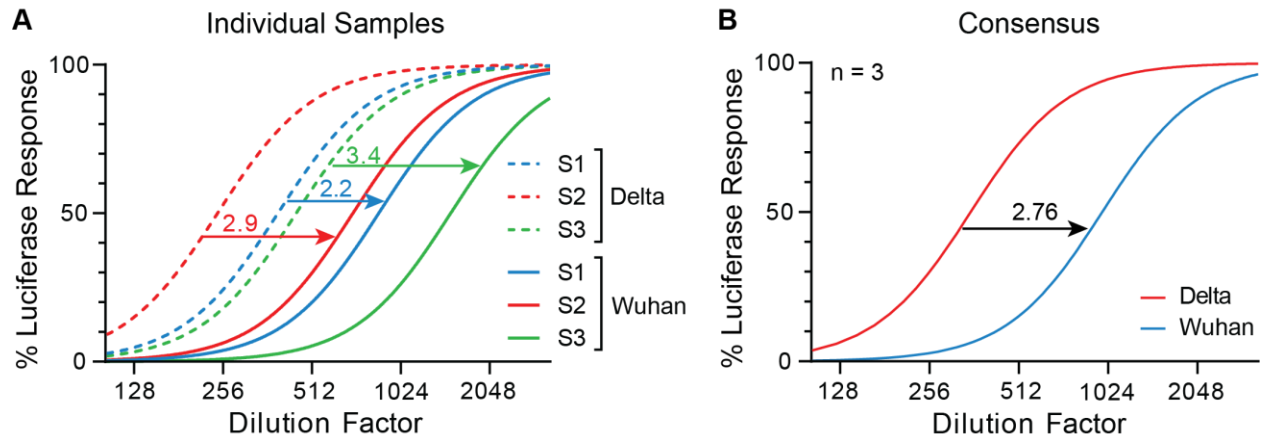 A
Individual Samples
% Luciferase Response
100
50
0
3.4
2.2
2.9
128 256 512 1024 2048
Dilution Factor
S1
S2
S3
Delta
S1
S2
S3
Wuhan
B
Consensus
% Luciferase Response
100
50
0
n = 3
2.76
Delta
Wuhan
128 256 512 1024 2048
Dilution Factor